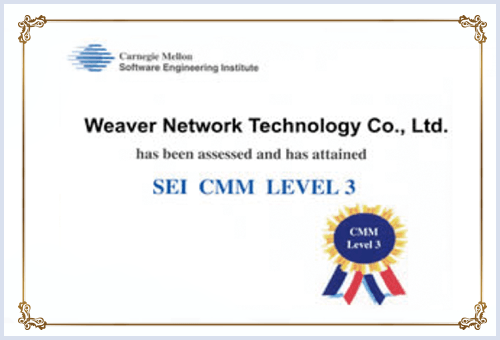 Carnegie Mellon
Software Engineering Institute
Weaver Network Technology Co., Ltd.
has been assessed and has attained
SEI CMM LEVEL 3
CMM
Level 3